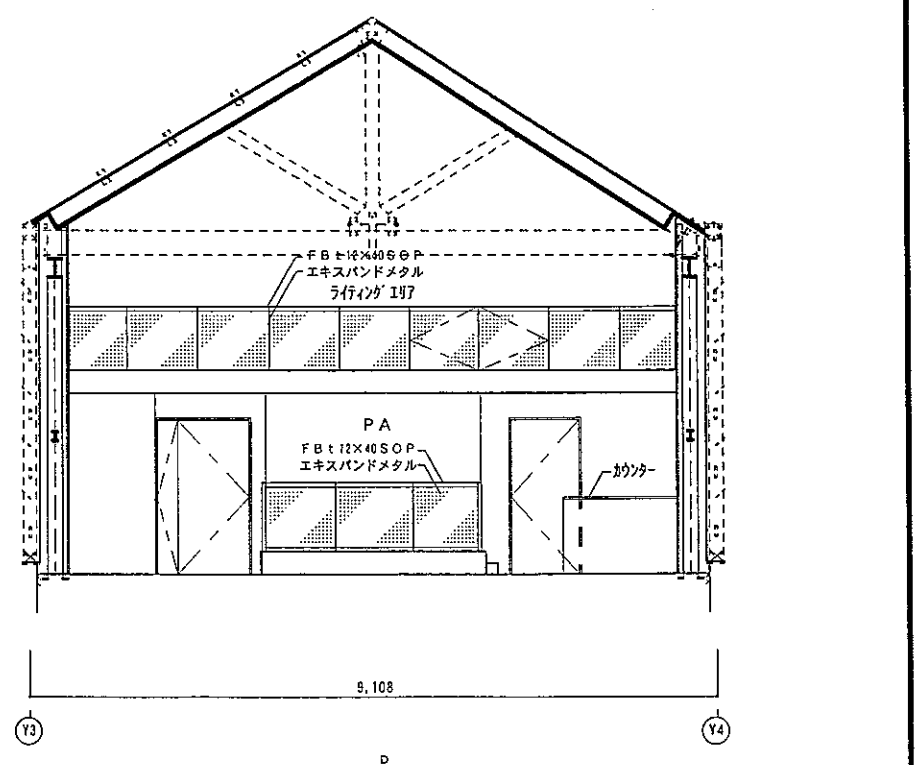 FBt12×40SOP
エキスパンドメタル
ライティングエリア
PA
FBt12×40SOP
エキスパンドメタル
カウンター
9,108
Y3
Y4